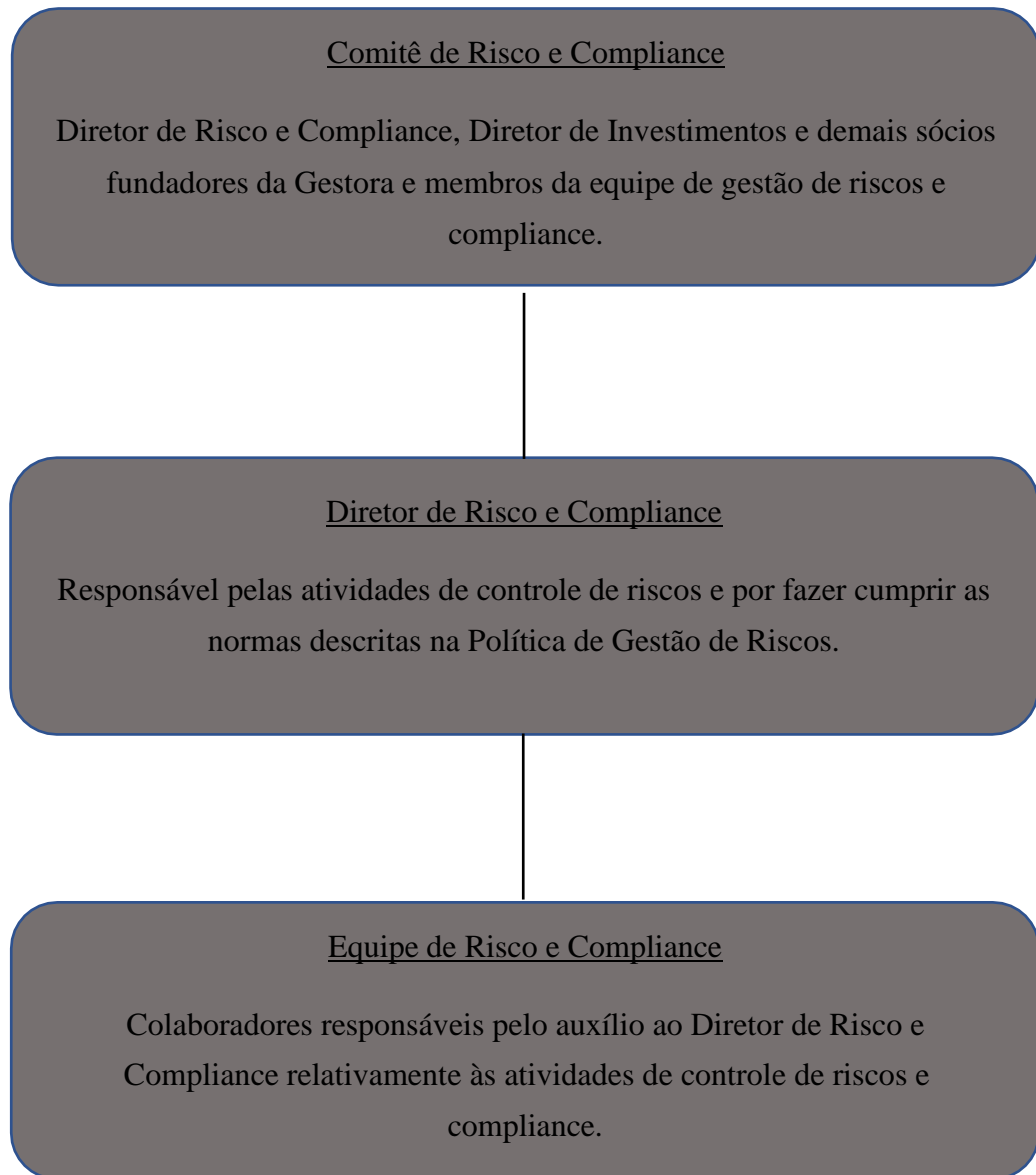 Comitê de Risco e Compliance
Diretor de Risco e Compliance, Diretor de Investimentos e demais sócios
fundadores da Gestora e membros da equipe de gestão de riscos e
compliance.
Diretor de Risco e Compliance
Responsável pelas atividades de controle de riscos e por fazer cumprir as
normas descritas na Política de Gestão de Riscos.
Equipe de Risco e Compliance
Colaboradores responsáveis pelo auxílio ao Diretor de Risco e
Compliance relativamente às atividades de controle de riscos e
compliance.